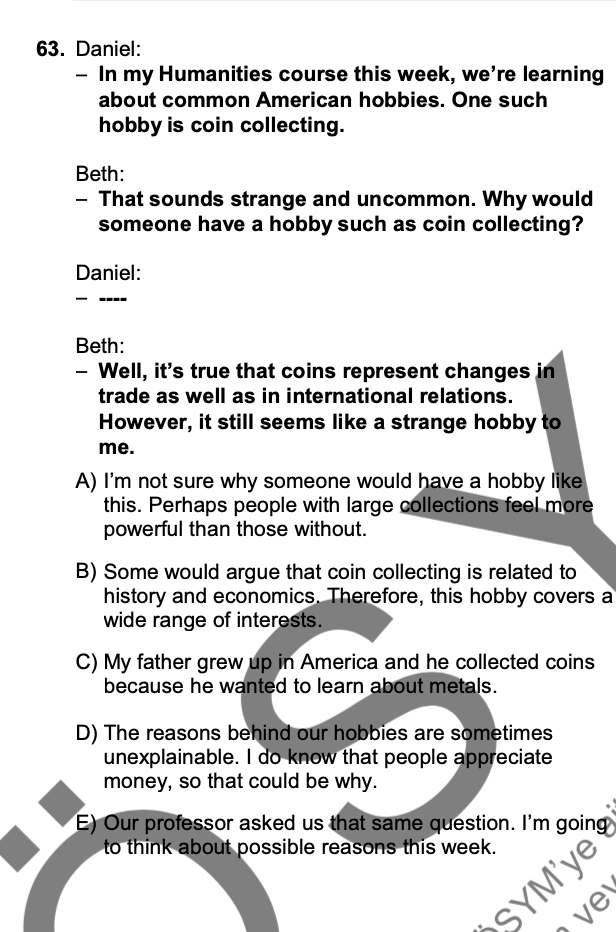 63. Daniel:
– In my Humanities course this week, we’re learning
about common American hobbies. One such
hobby is coin collecting.
Beth:
– That sounds strange and uncommon. Why would
someone have a hobby such as coin collecting?
Daniel:
– ----
Beth:
– Well, it’s true that coins represent changes in
trade as well as in international relations.
However, it still seems like a strange hobby to
me.
A) I’m not sure why someone would have a hobby like
this. Perhaps people with large collections feel more
powerful than those without.
B) Some would argue that coin collecting is related to
history and economics. Therefore, this hobby covers a
wide range of interests.
C) My father grew up in America and he collected coins
because he wanted to learn about metals.
D) The reasons behind our hobbies are sometimes
unexplainable. I do know that people appreciate
money, so that could be why.
E) Our professor asked us that same question. I’m going
to think about possible reasons this week.
ÖSY
ÖSYM’ye